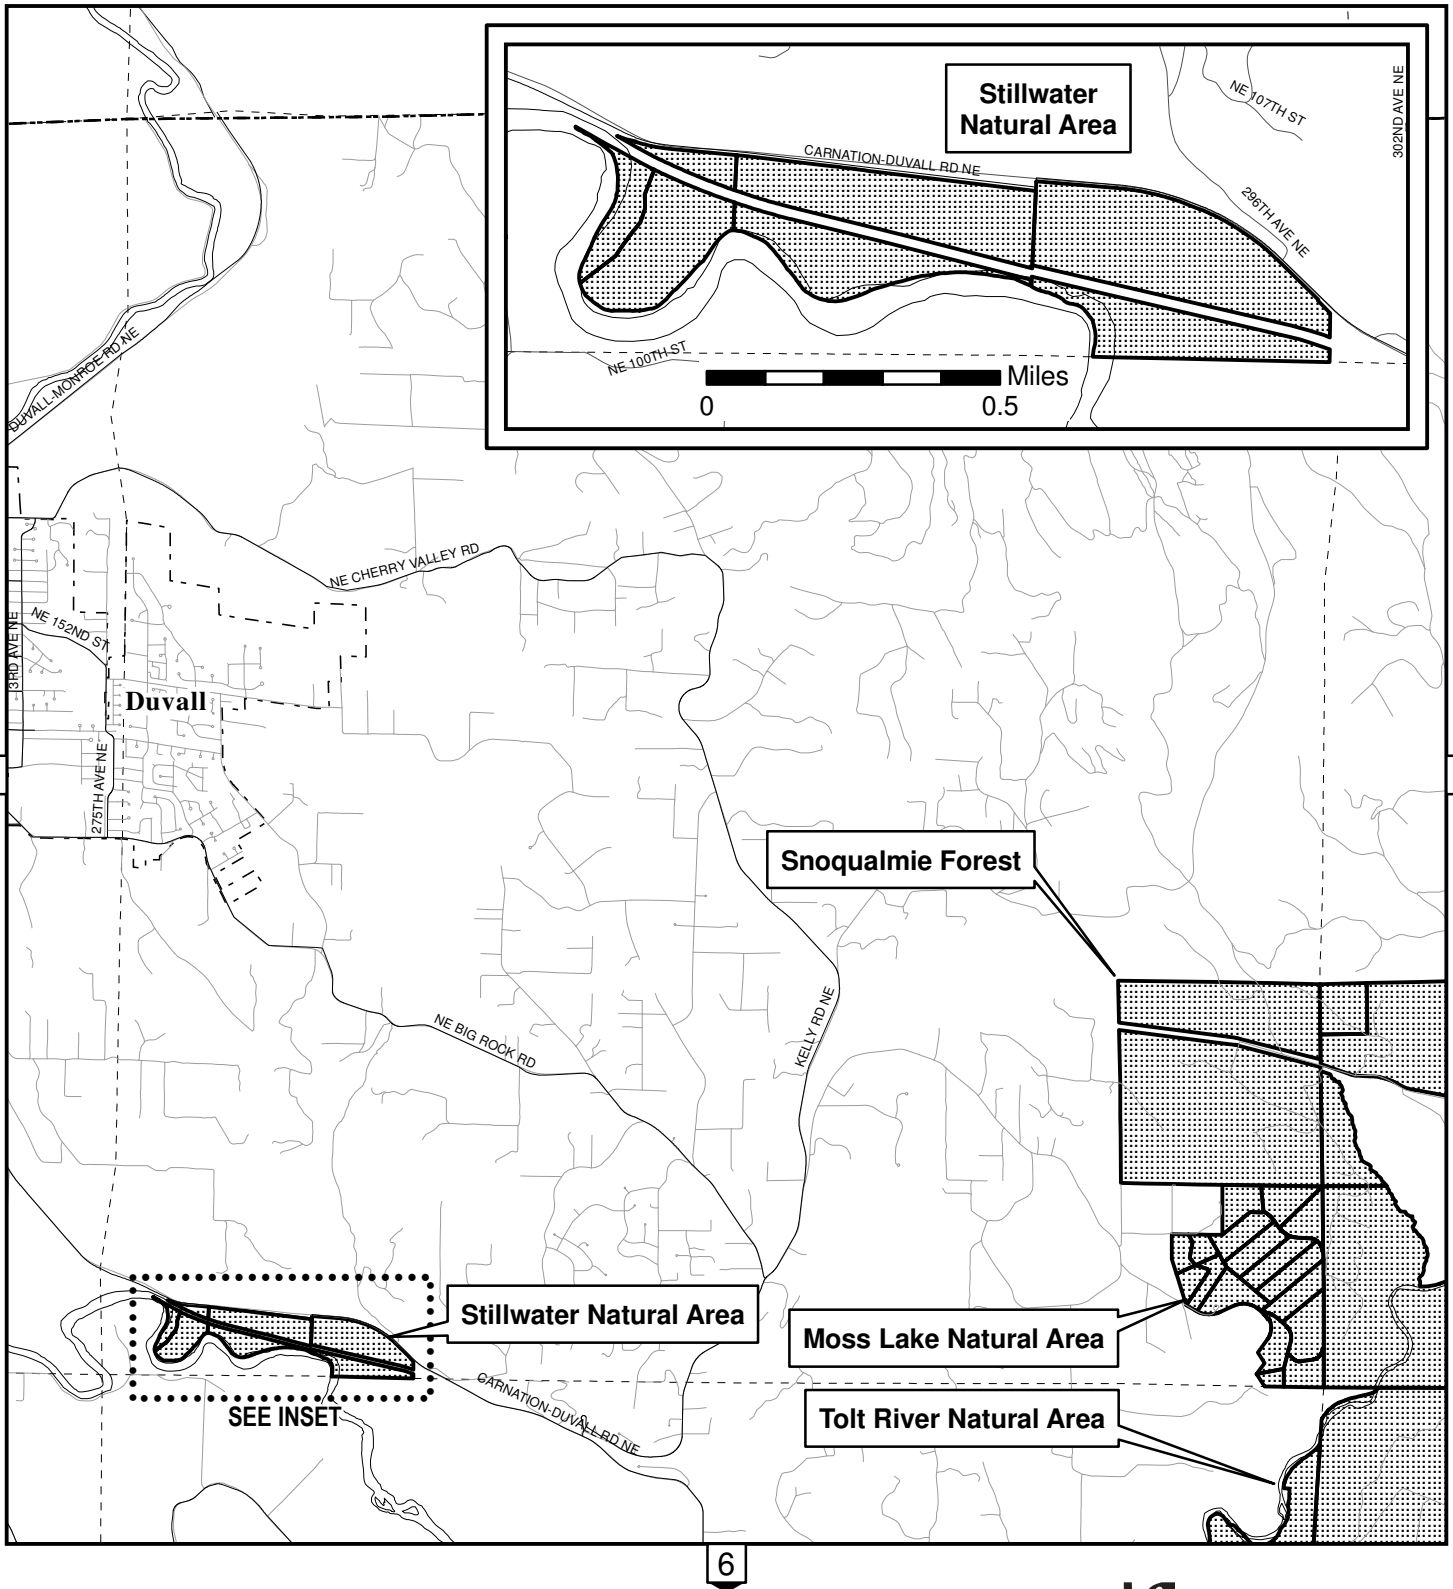 Stillwater
Natural Area
NE 107TH ST
302ND AVE NE
CARNATION-DUVALL RD NE
296TH AVE NE
NE 100TH ST
Miles
0 0.5
DUVALL-MONROE RD NE
NE CHERRY VALLEY RD
NE 152ND ST
3RD AVE NE
Duvall
275TH AVE NE
Snoqualmie Forest
NE BIG ROCK RD
KELLY RD NE
Stillwater Natural Area
Moss Lake Natural Area
CARNATION-DUVALL RD NE
Tolt River Natural Area
SEE INSET
6